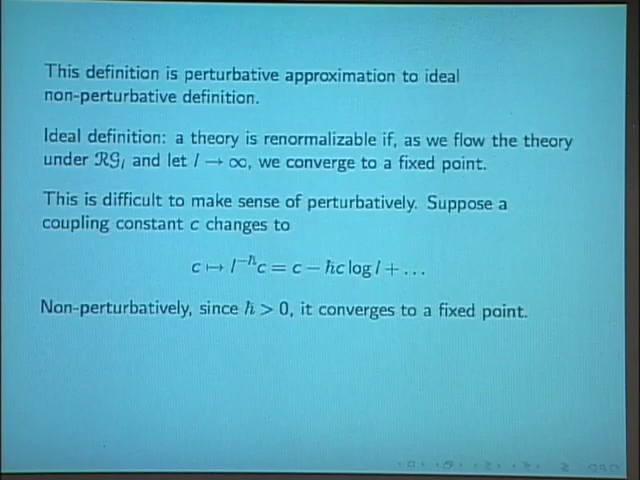 This definition is perturbative approximation to ideal
non-perturbative definition.
Ideal definition: a theory is renormalizable if, as we flow the theory
under ℛ𝒢ₗ and let l → ∞, we converge to a fixed point.
This is difficult to make sense of perturbatively. Suppose a
coupling constant c changes to
c ↦ l^{-ℏ}c = c − ℏc log l + …
Non-perturbatively, since ℏ > 0, it converges to a fixed point.